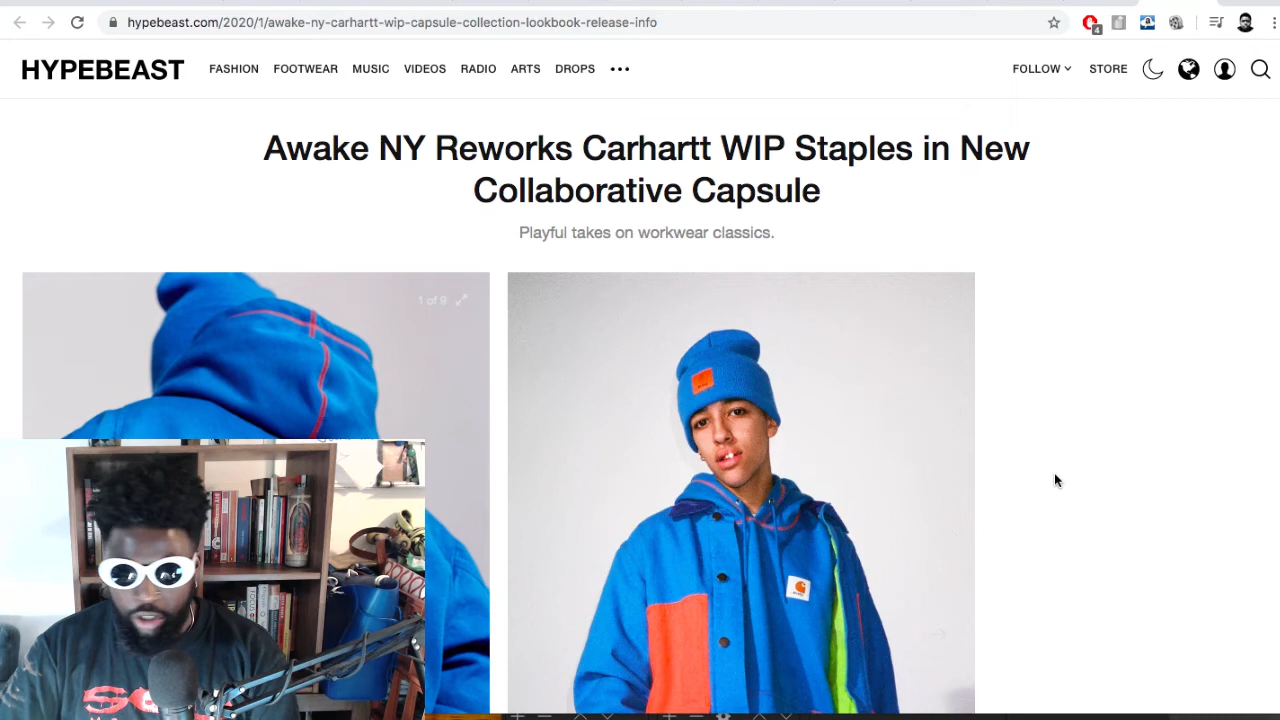 hypebeast.com/2020/1/awake-ny-carhartt-wip-capsule-collection-lookbook-release-info
4
HYPEBEAST FASHION FOOTWEAR MUSIC VIDEOS RADIO ARTS DROPS ••• FOLLOW STORE
Awake NY Reworks Carhartt WIP Staples in New
Collaborative Capsule
Playful takes on workwear classics.
1 of 9